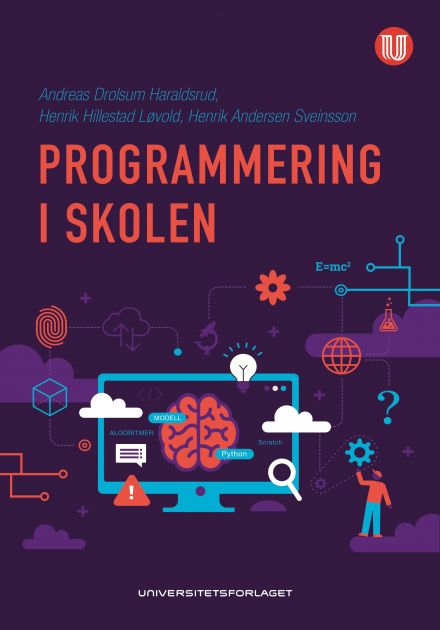 Andreas Drolsum Haraldsrud,
Henrik Hillestad Løvold, Henrik Andersen Sveinsson
PROGRAMMERING
I SKOLEN
E=mc²
</>
MODELL
ALGORITMER
Scratch
Python
?
!
UNIVERSITETSFORLAGET